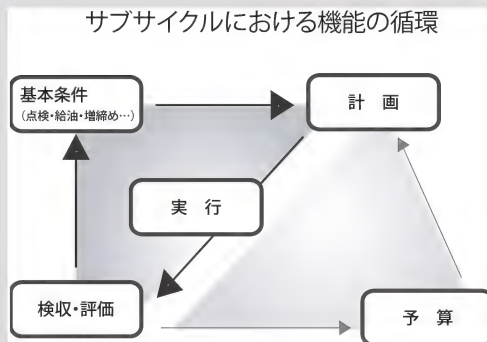 サブサイクルにおける機能の循環
基本条件
（点検・給油・増締め…）
計　画
実　行
検収・評価
予　算